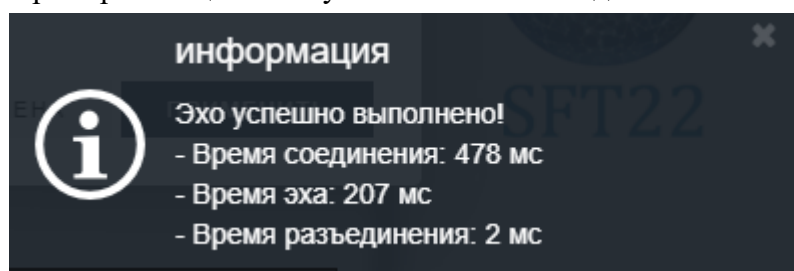 информация
Эхо успешно выполнено!
- Время соединения: 478 мс
- Время эха: 207 мс
- Время разъединения: 2 мс
SFT22